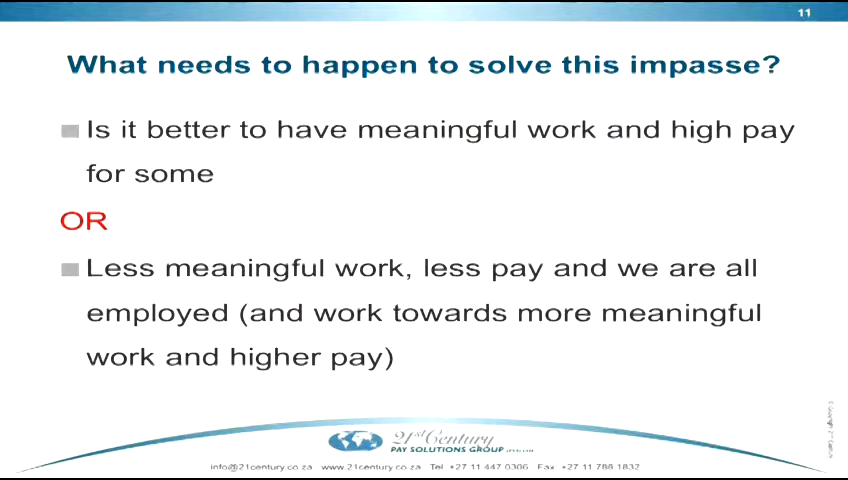 11
What needs to happen to solve this impasse?
Is it better to have meaningful work and high pay
for some
OR
Less meaningful work, less pay and we are all
employed (and work towards more meaningful
work and higher pay)
21st Century
PAY SOLUTIONS GROUP
info@21century.co.za www.21century.co.za Tel +27 11 447 0306 Fax +27 11 788 1832